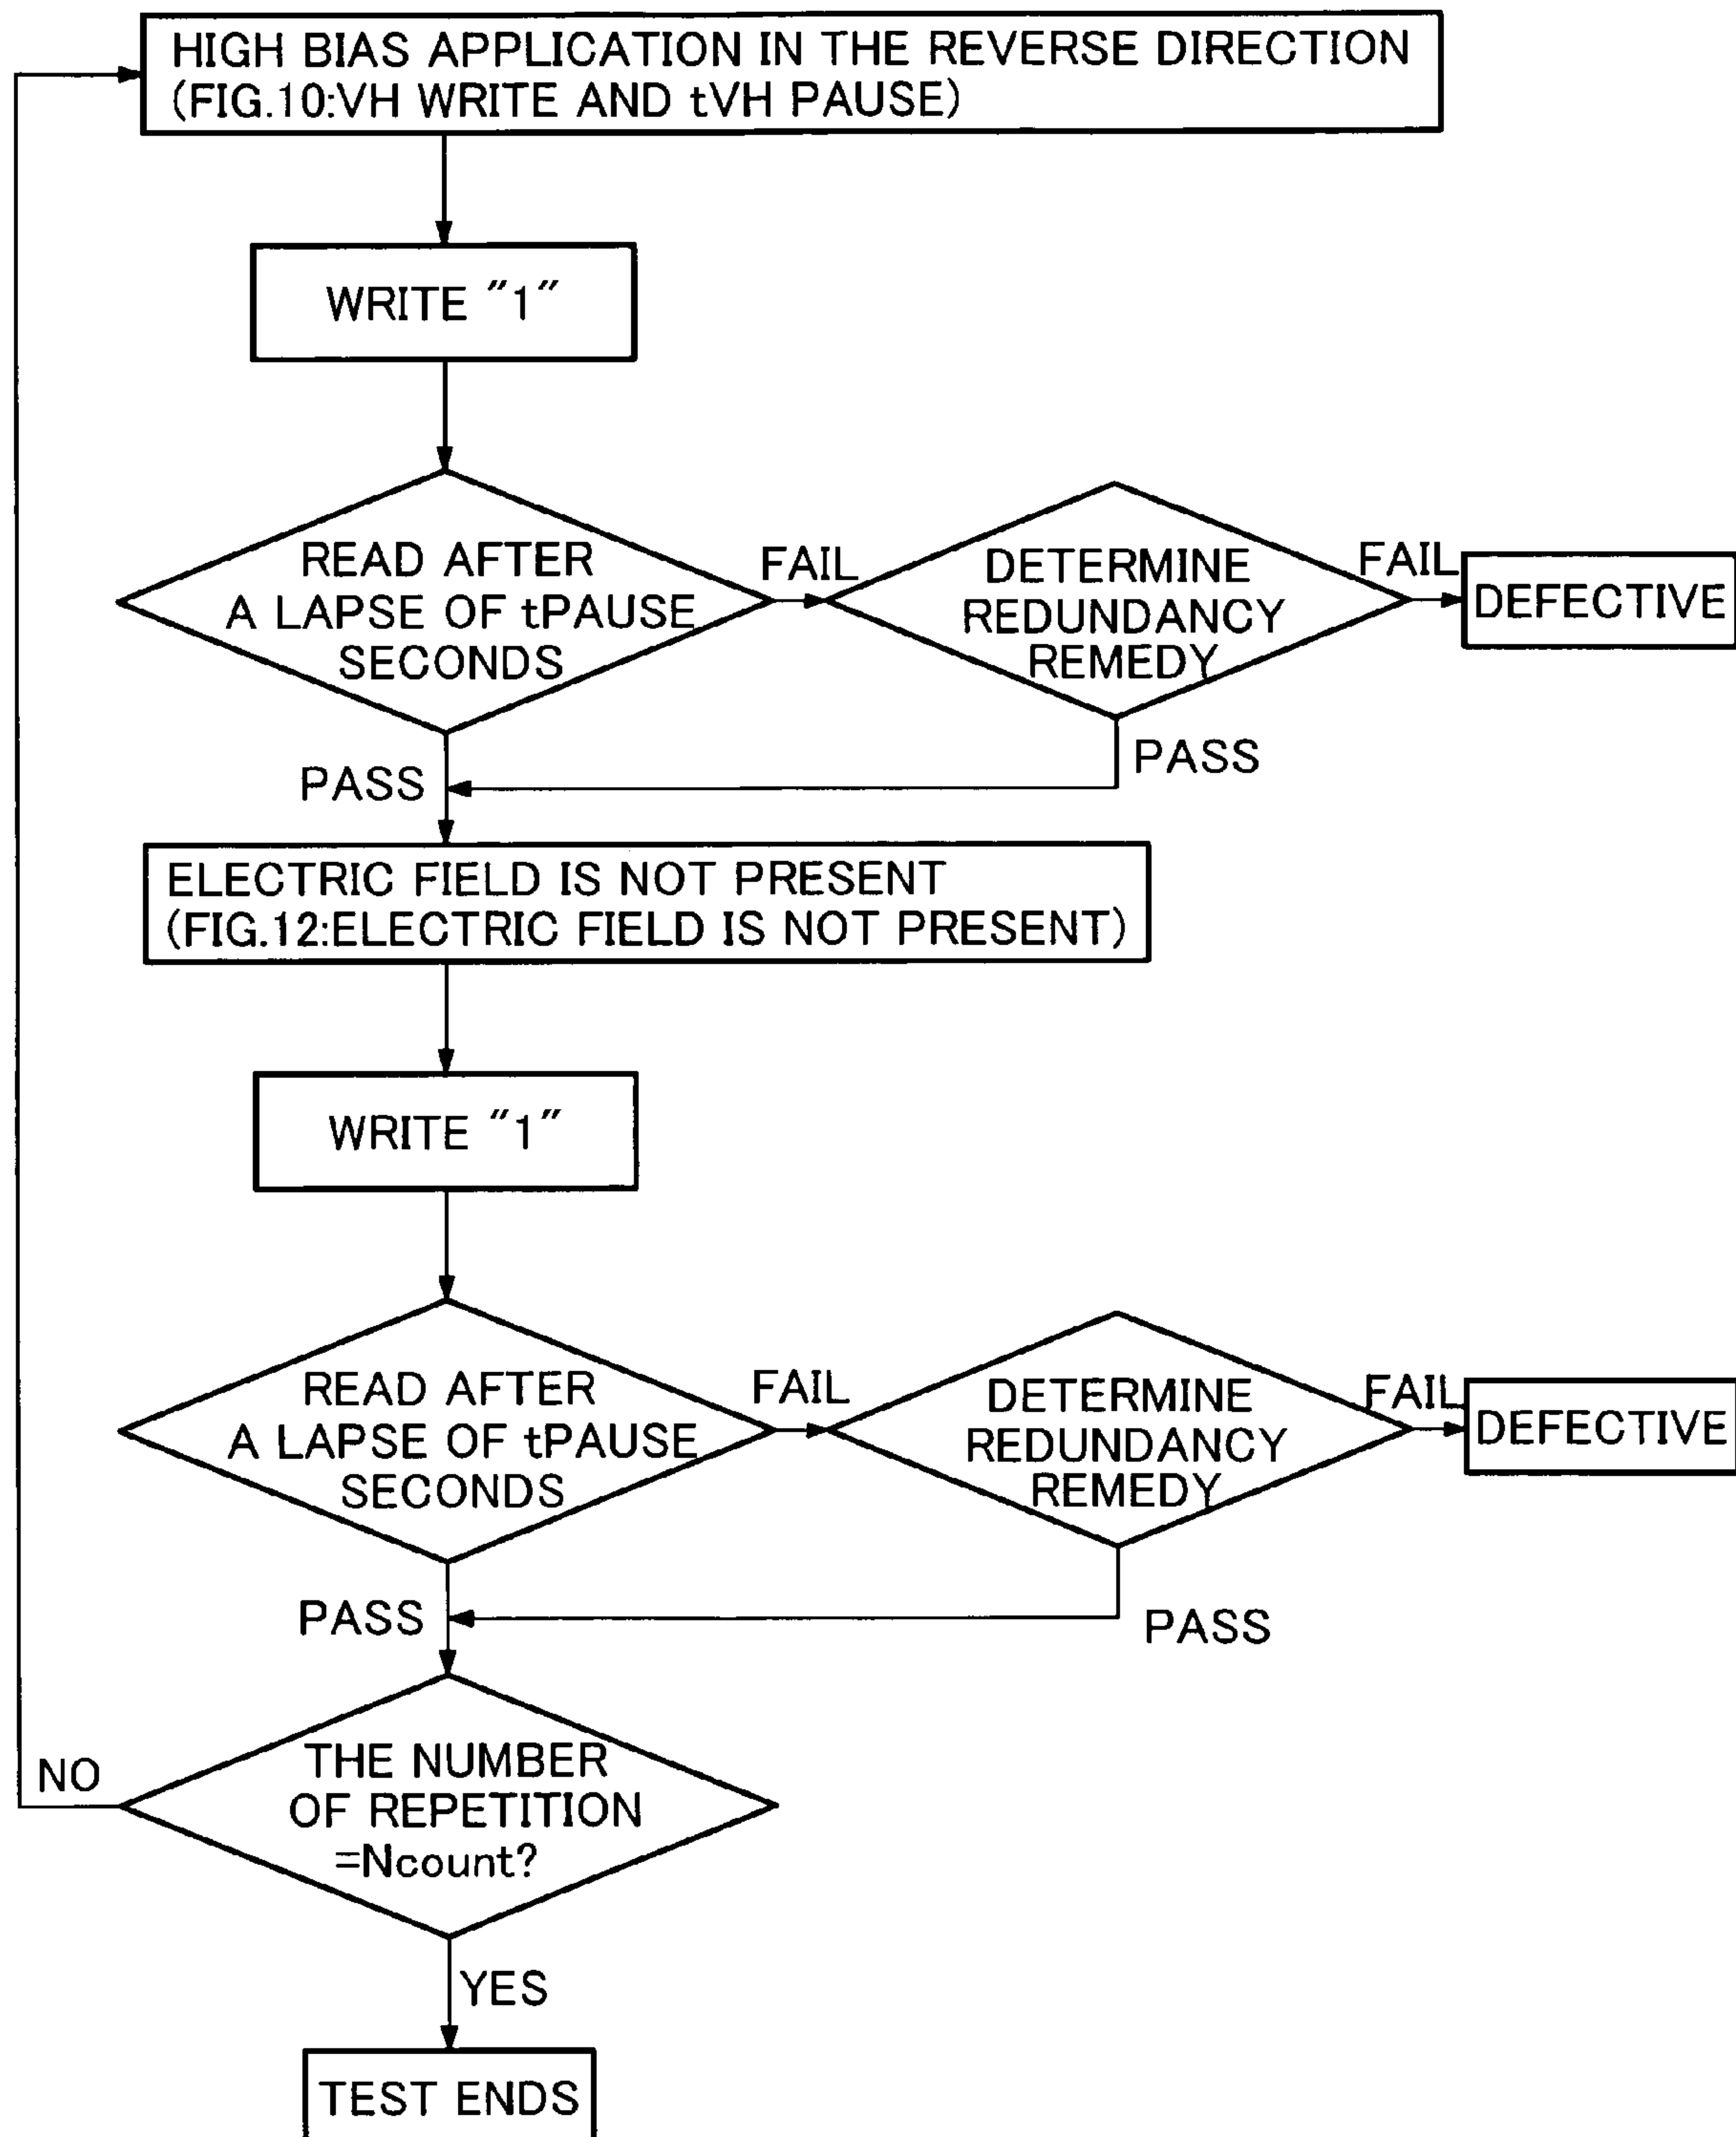 HIGH BIAS APPLICATION IN THE REVERSE DIRECTION
(FIG.10:VH WRITE AND tVH PAUSE)
WRITE "1"
READ AFTER
A LAPSE OF tPAUSE
SECONDS
FAIL
DETERMINE
REDUNDANCY
REMEDY
FAIL
DEFECTIVE
PASS
PASS
ELECTRIC FIELD IS NOT PRESENT
(FIG.12:ELECTRIC FIELD IS NOT PRESENT)
WRITE "1"
READ AFTER
A LAPSE OF tPAUSE
SECONDS
FAIL
DETERMINE
REDUNDANCY
REMEDY
FAIL
DEFECTIVE
PASS
PASS
NO
THE NUMBER
OF REPETITION
=Ncount?
YES
TEST ENDS